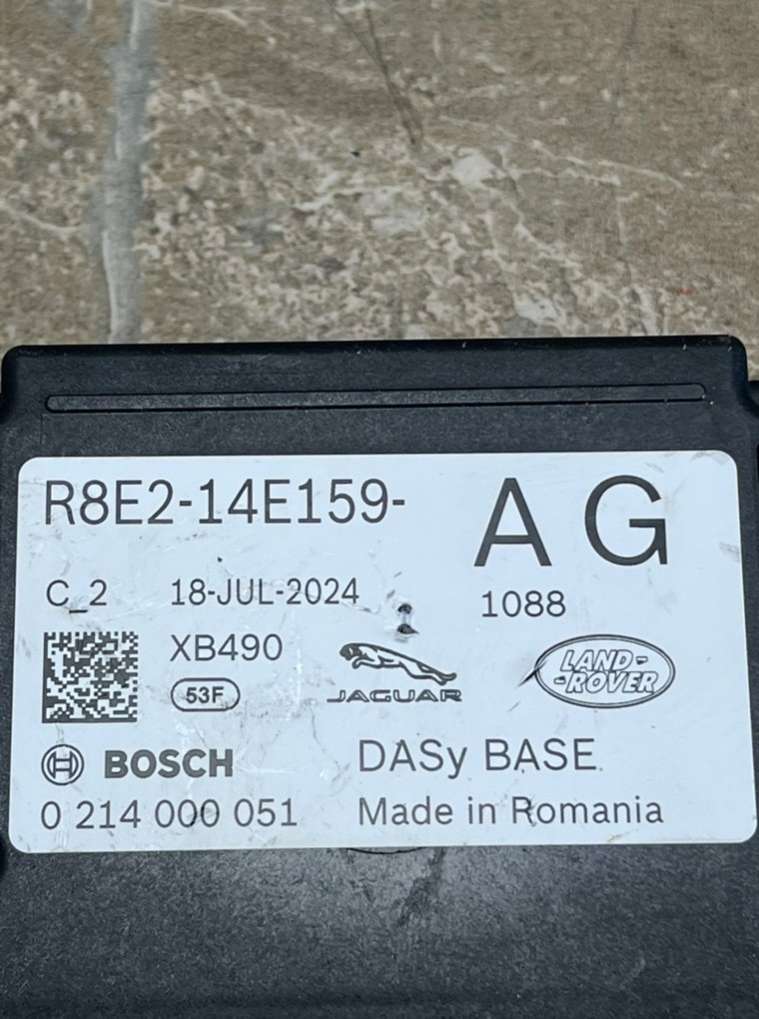 R8E2-14E159- AG
C_2 18-JUL-2024 1088
XB490
53F
JAGUAR
LAND-
-ROVER
BOSCH DASy BASE
0 214 000 051 Made in Romania